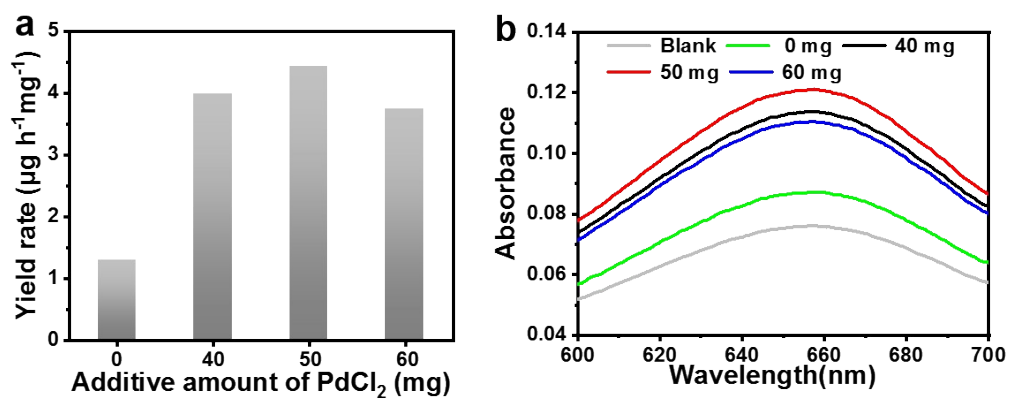 a
Yield rate (µg h⁻¹mg⁻¹)
5
4
3
2
1
0
0 40 50 60
Additive amount of PdCl₂ (mg)
b
Absorbance
0.14
0.12
0.10
0.08
0.06
0.04
Blank 0 mg 40 mg
50 mg 60 mg
600 620 640 660 680 700
Wavelength(nm)